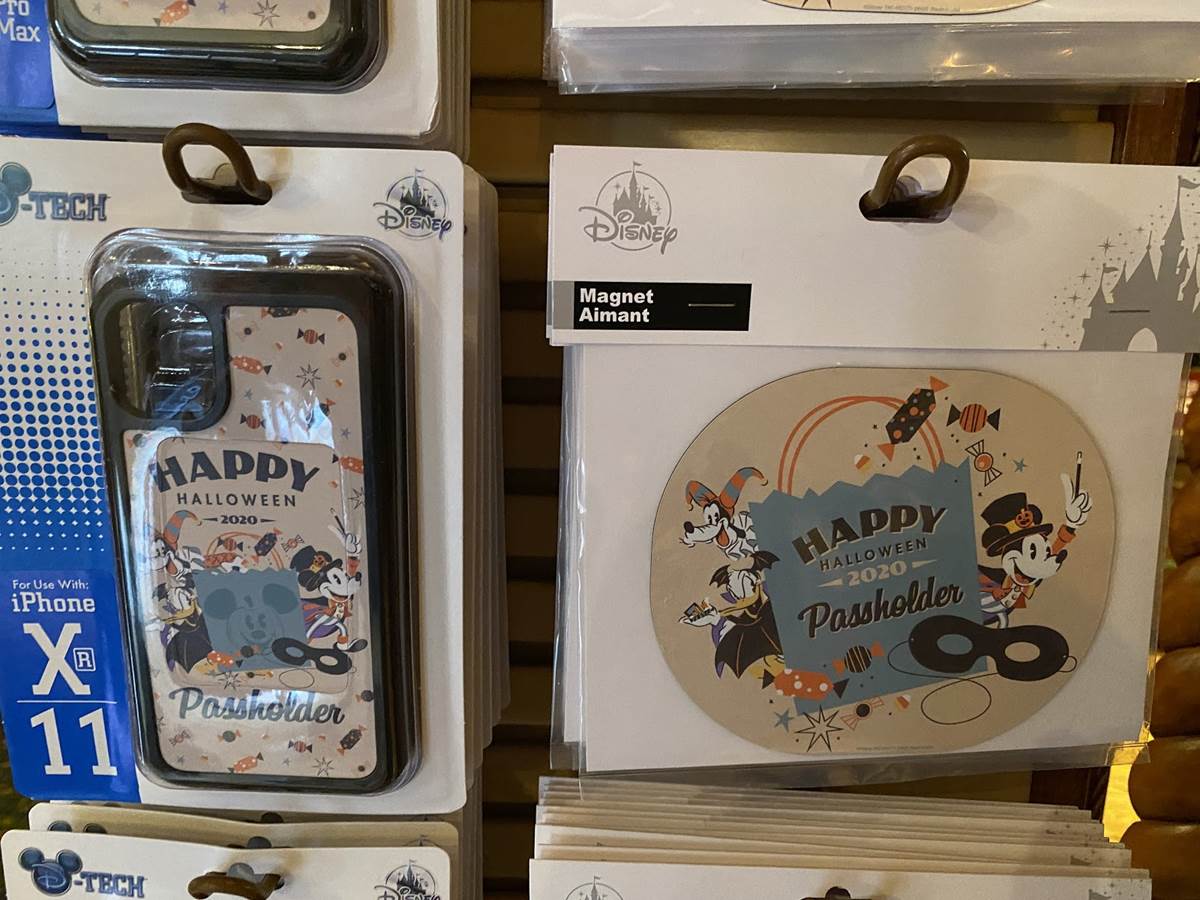 Pro
Max
D-TECH
Disney
HAPPY
HALLOWEEN
2020
Passholder
For Use With:
iPhone
XR
11
D-TECH
Disney
Disney
Magnet
Aimant
HAPPY
HALLOWEEN
2020
Passholder